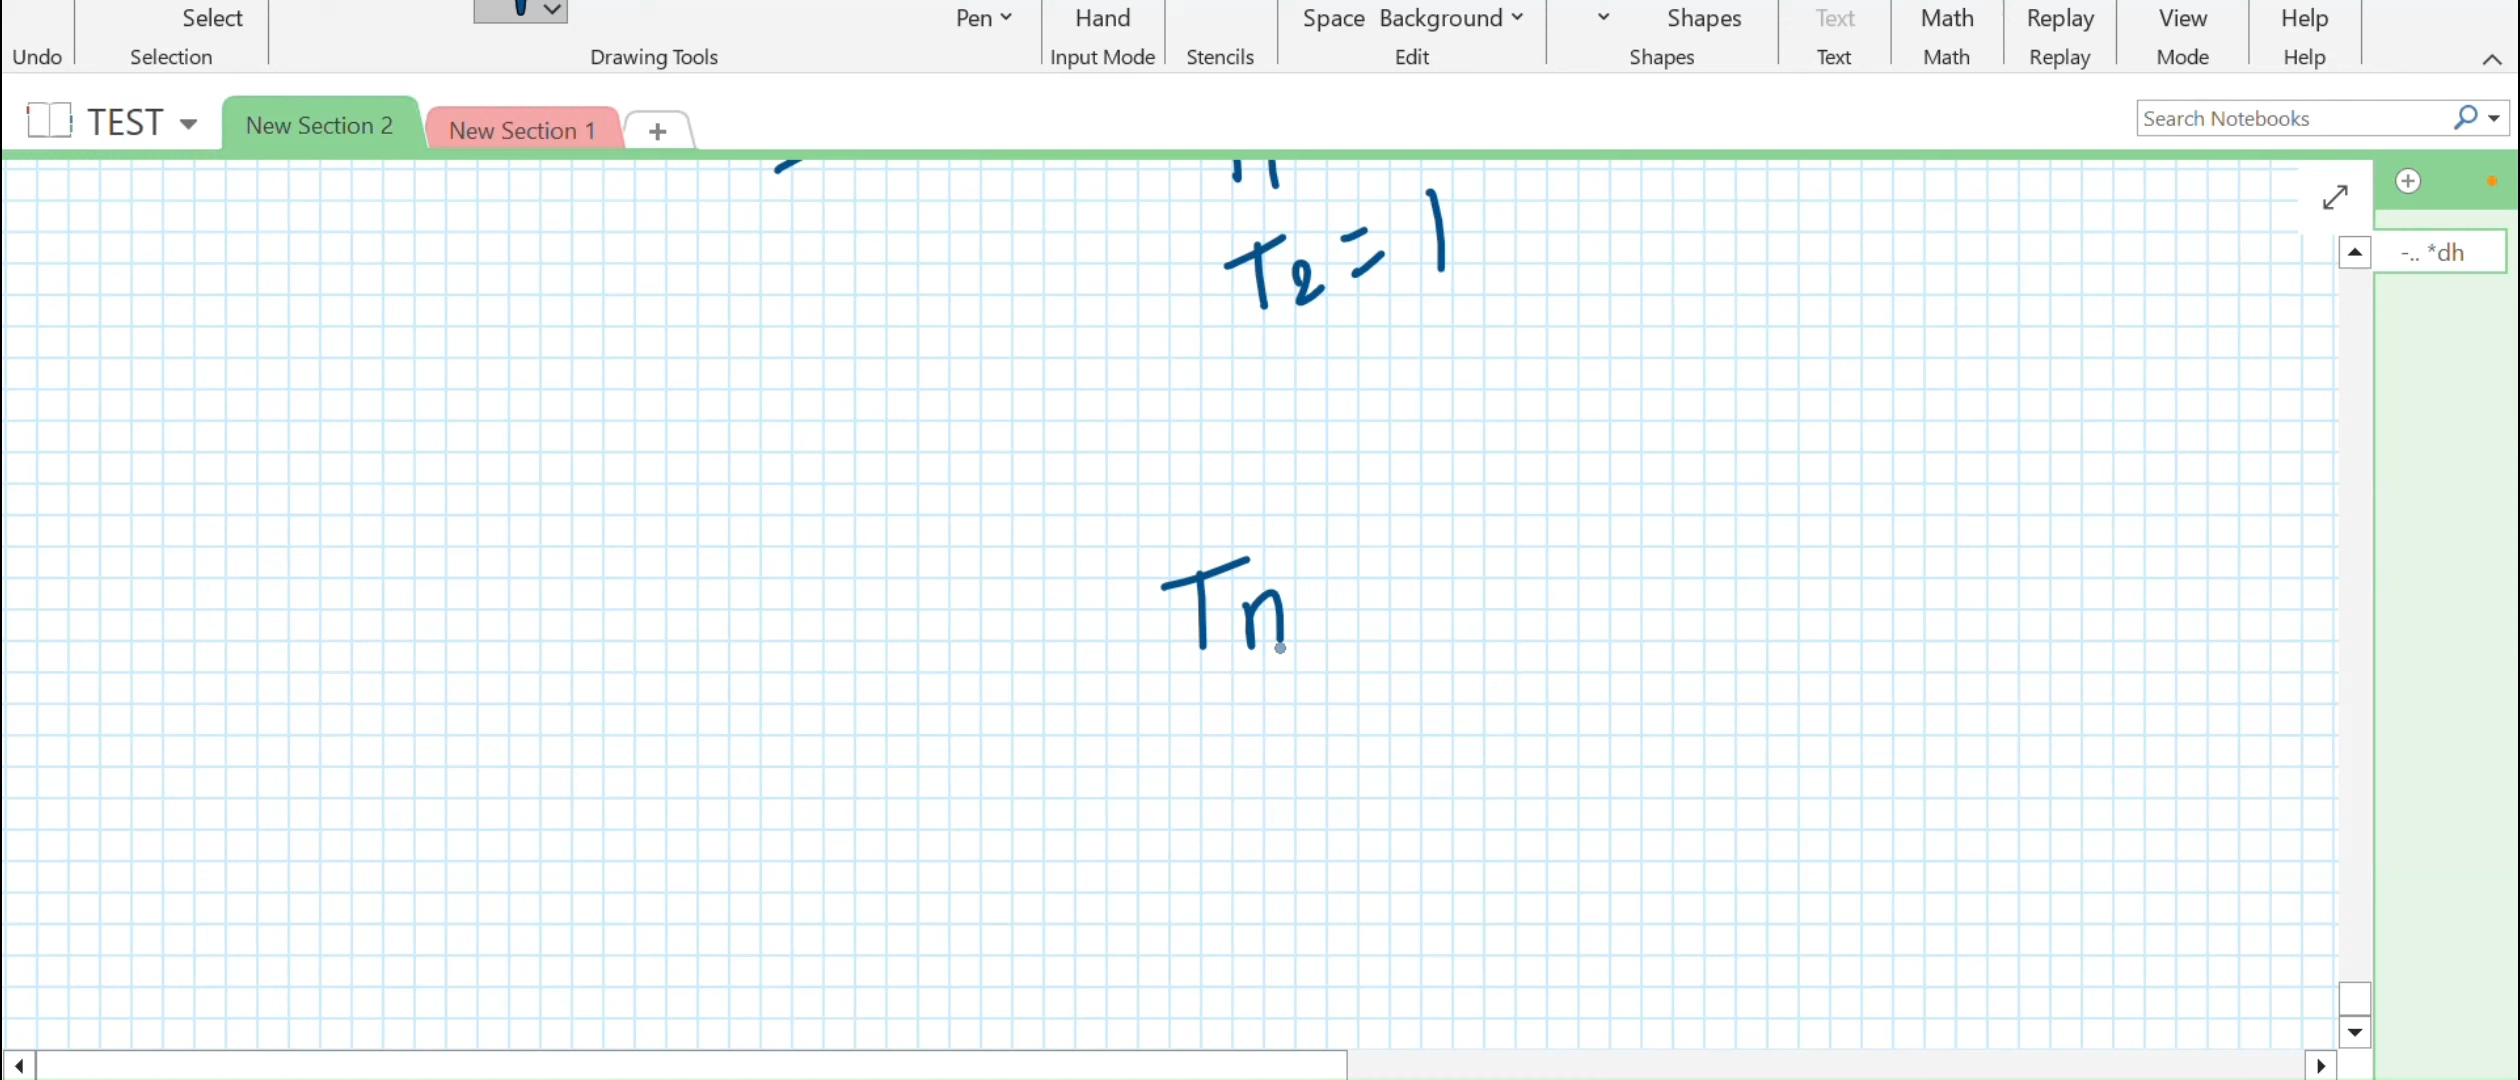 Select Pen Hand Space Background Shapes Text Math Replay View Help
Undo Selection Drawing Tools Input Mode Stencils Edit Shapes Text Math Replay Mode Help
TEST New Section 2 New Section 1 + Search Notebooks
-.. *dh
T2 = 1
Tn